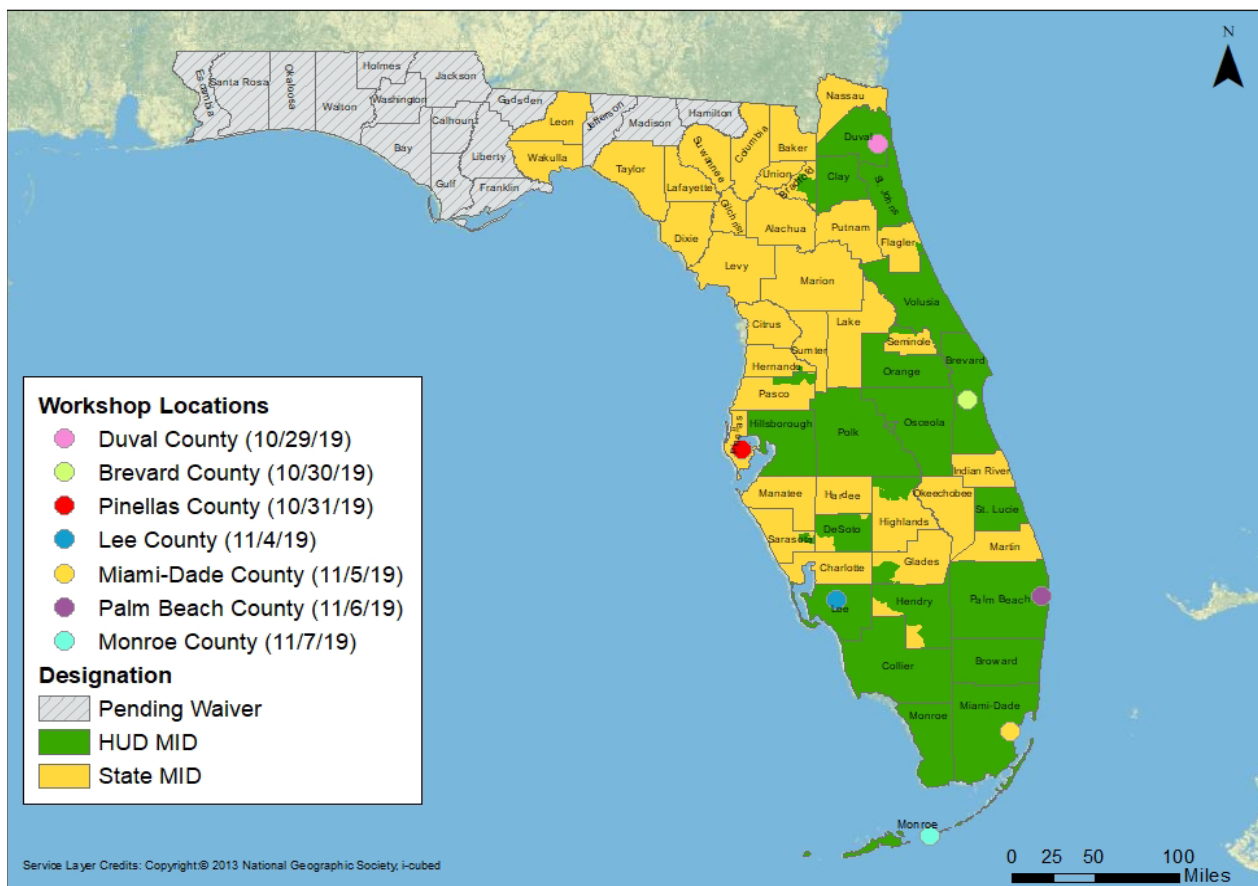 N
Holmes
Jackson
Escambia
Santa Rosa
Okaloosa
Walton
Washington
Gadsden
Calhoun
Bay
Liberty
Gulf
Franklin
Leon
Wakulla
Jefferson
Madison
Hamilton
Taylor
Suwannee
Columbia
Baker
Nassau
Duval
Union
Bradford
Clay
St. Johns
Lafayette
Gilchrist
Alachua
Putnam
Flagler
Dixie
Levy
Marion
Volusia
Citrus
Lake
Sumter
Seminole
Hernando
Orange
Brevard
Pasco
Pinellas
Hillsborough
Polk
Osceola
Indian River
Manatee
Hardee
Okeechobee
St. Lucie
Highlands
DeSoto
Sarasota
Martin
Charlotte
Glades
Lee
Hendry
Palm Beach
Collier
Broward
Monroe
Miami-Dade
Monroe
Workshop Locations
Duval County (10/29/19)
Brevard County (10/30/19)
Pinellas County (10/31/19)
Lee County (11/4/19)
Miami-Dade County (11/5/19)
Palm Beach County (11/6/19)
Monroe County (11/7/19)
Designation
Pending Waiver
HUD MID
State MID
Service Layer Credits: Copyright:© 2013 National Geographic Society, i-cubed
0 25 50 100
Miles